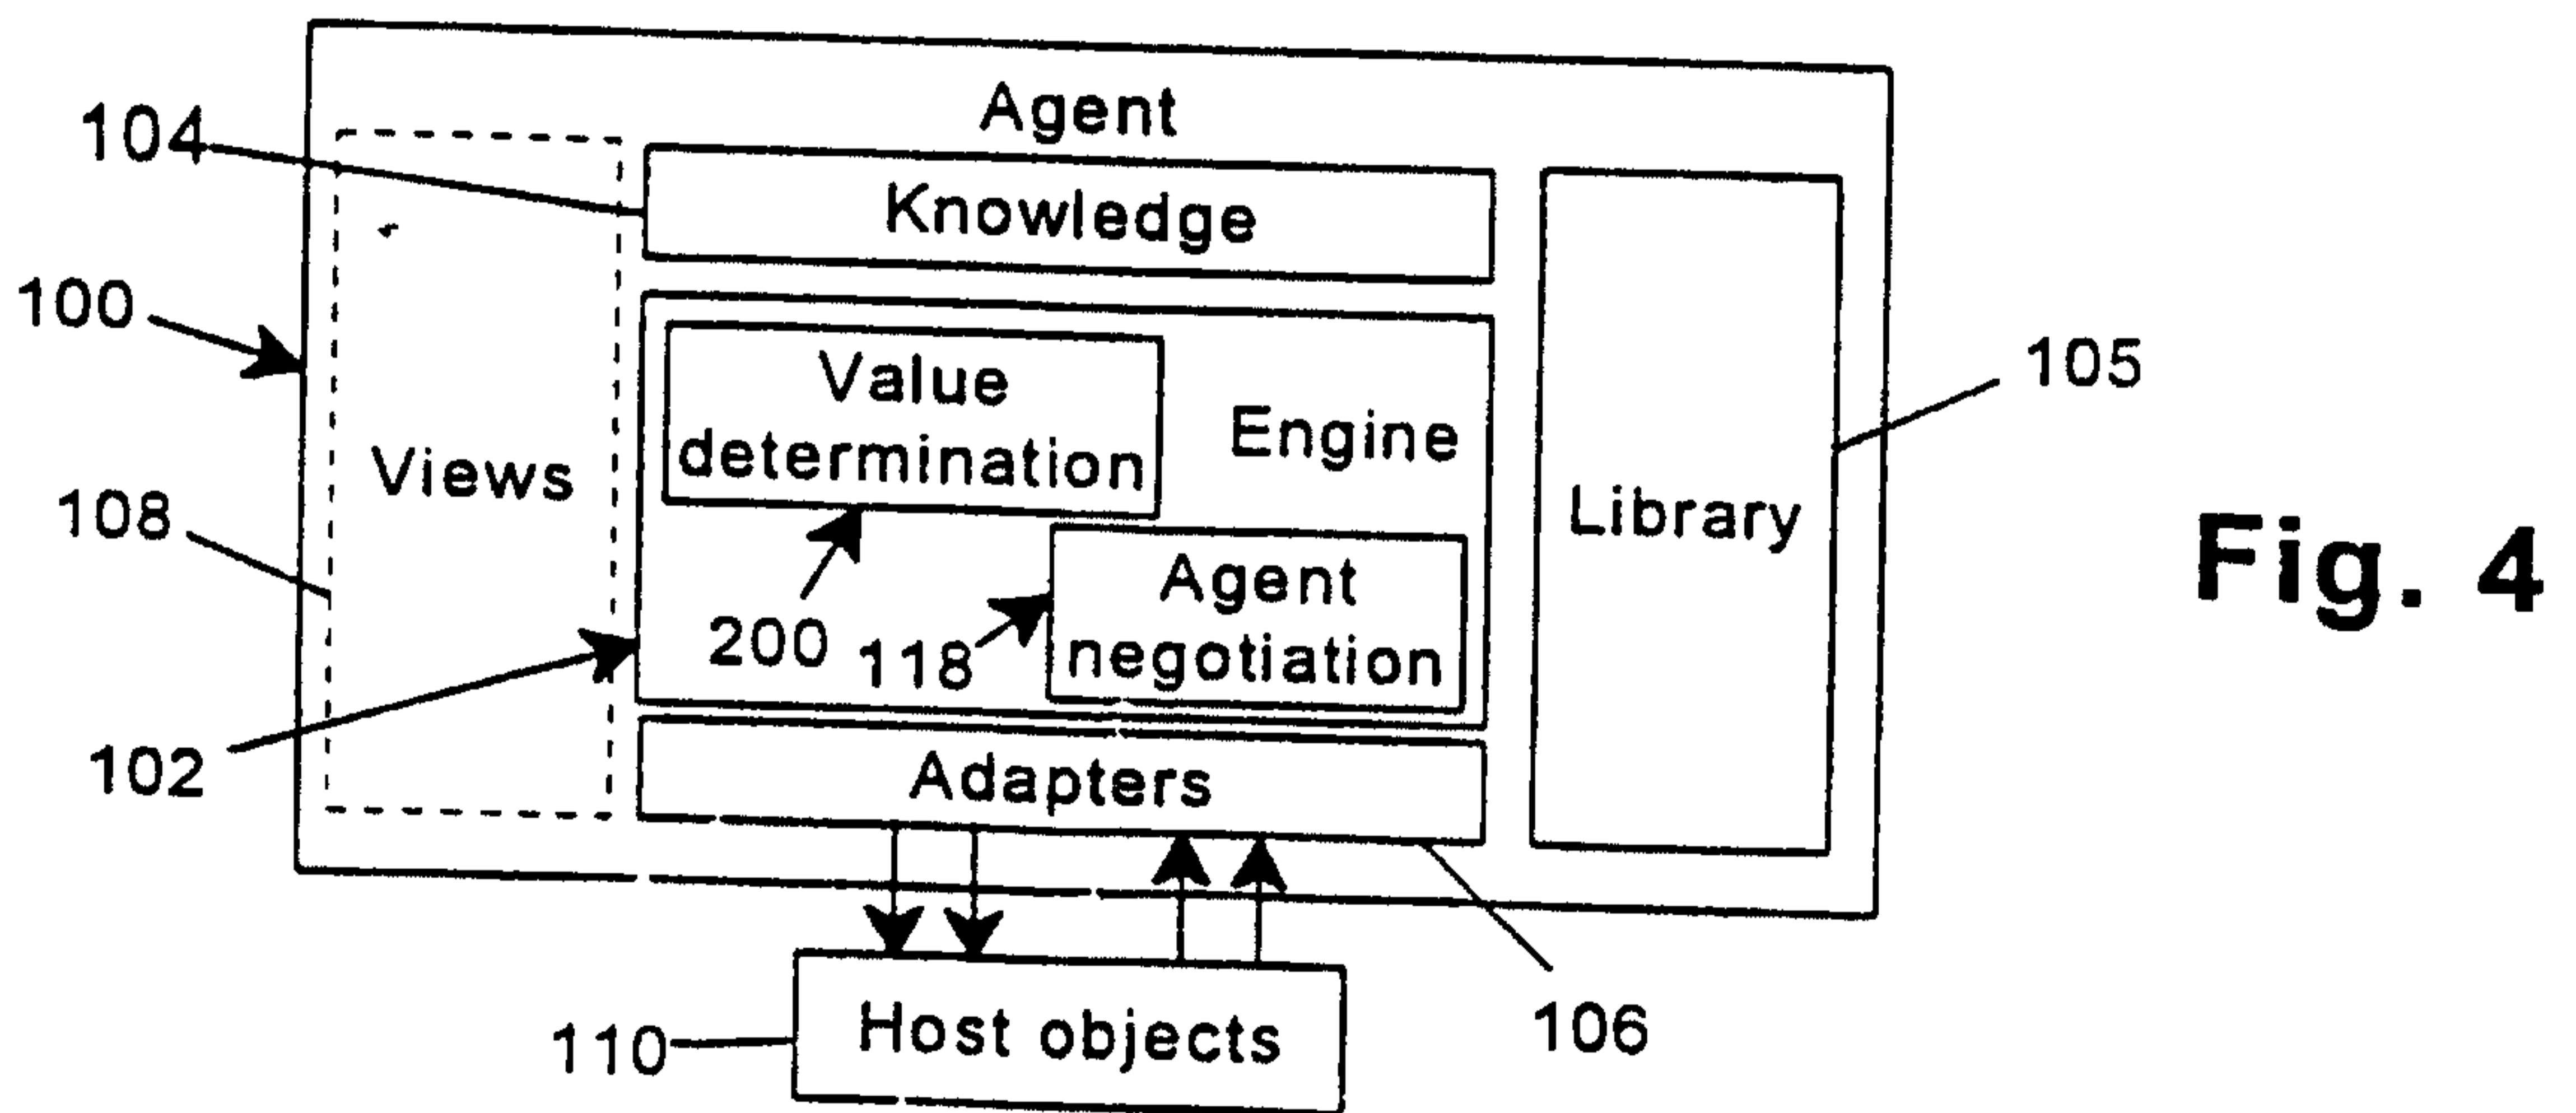 Agent
104
Knowledge
100
Value
determination
Engine
105
Views
Library
108
Fig. 4
Agent
negotiation
200
118
102
Adapters
Host objects
110
106